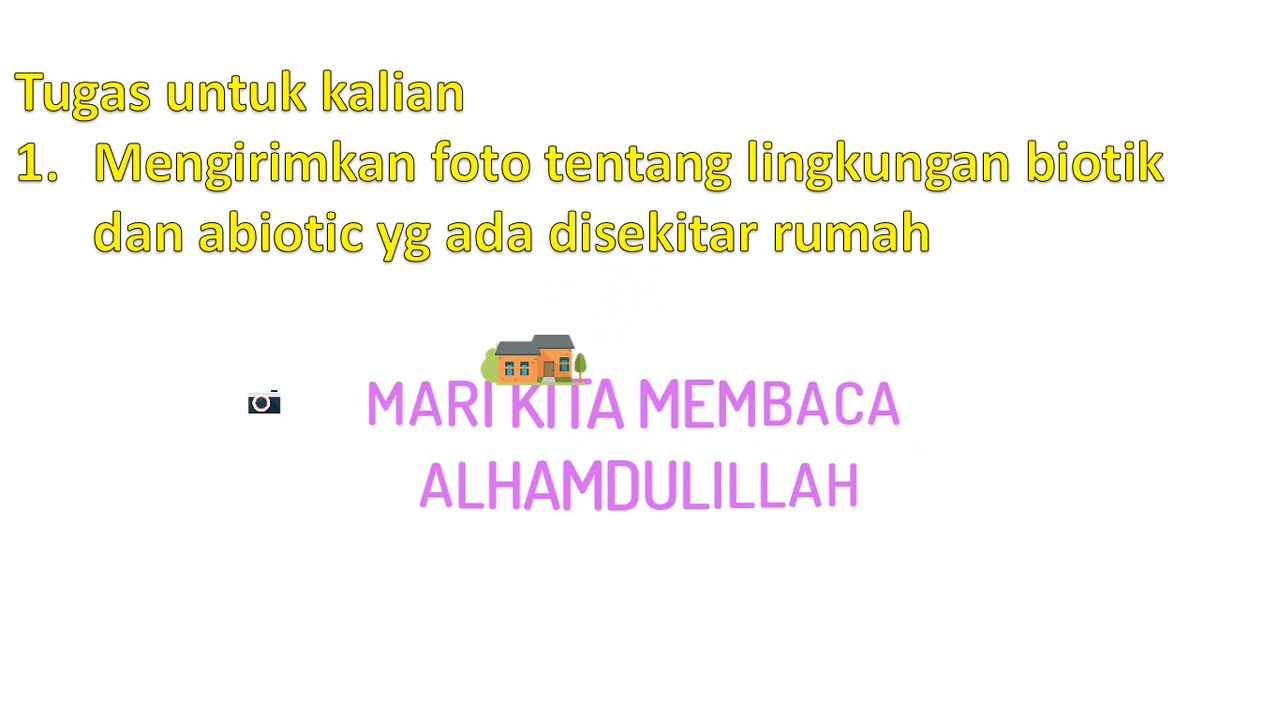 Tugas untuk kalian
1. Mengirimkan foto tentang lingkungan biotik
dan abiotic yg ada disekitar rumah
MARI KITA MEMBACA
ALHAMDULILLAH